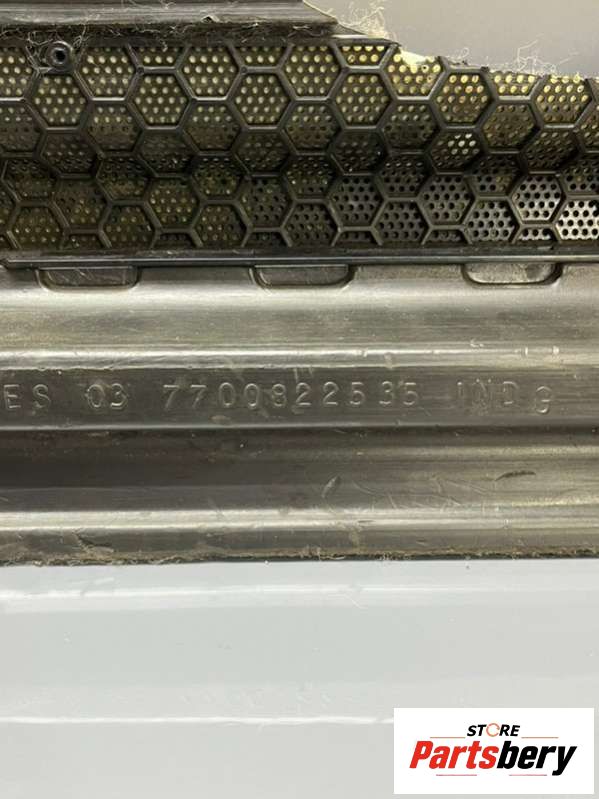 ES 03 7700822535 IND G
STORE
Partsbery